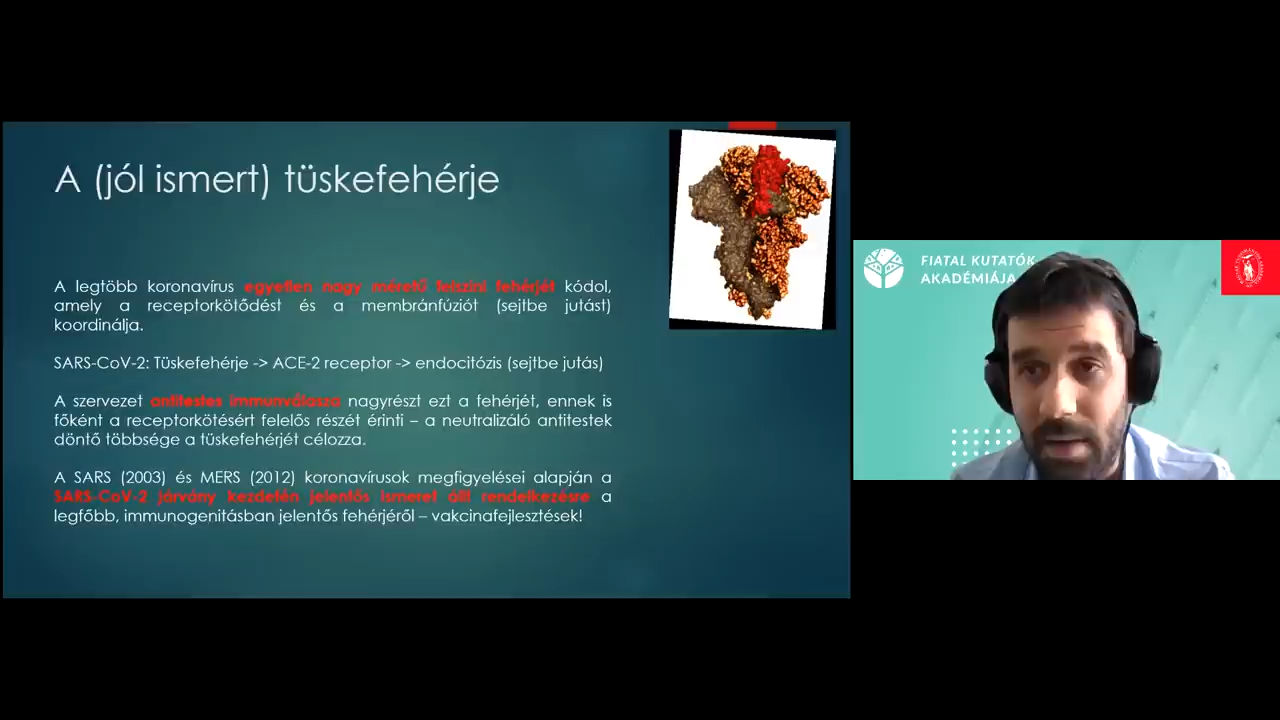 A (jól ismert) tüskefehérje
A legtöbb koronavírus egyetlen nagy méretű felszíni fehérjét kódol,
amely a receptorkötődést és a membránfúziót (sejtbe jutást)
koordinálja.
SARS-CoV-2: Tüskefehérje -> ACE-2 receptor -> endocitózis (sejtbe jutás)
A szervezet antitestes immunválasza nagyrészt ezt a fehérjét, ennek is
főként a receptorkötésért felelős részét érinti – a neutralizáló antitestek
döntő többsége a tüskefehérjét célozza.
A SARS (2003) és MERS (2012) koronavírusok megfigyelései alapján a
SARS-CoV-2 járvány kezdetén jelentős ismeret állt rendelkezésre a
legfőbb, immunogenitásban jelentős fehérjéről – vakcinafejlesztések!
FIATAL KUTATÓK
AKADÉMIÁJA